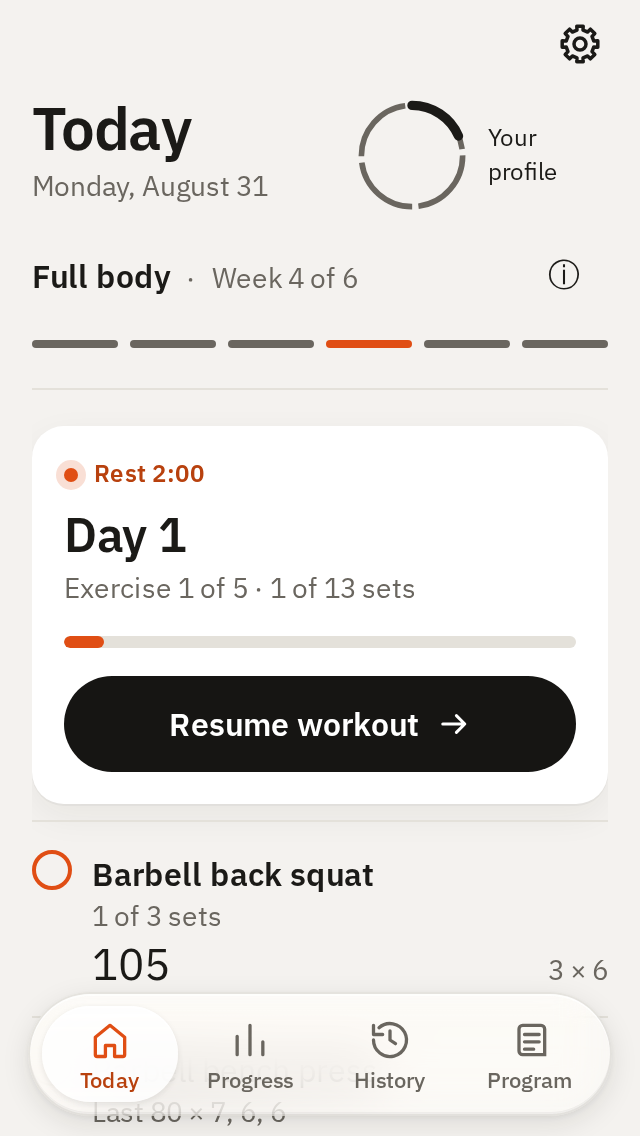 Today
Monday, August 31
Your
profile
Full body · Week 4 of 6
Rest 2:00
Day 1
Exercise 1 of 5 · 1 of 13 sets
Resume workout →
Barbell back squat
1 of 3 sets
105
3 × 6
bench press
Today
Progress
History
Program
Last 80 × 7, 6, 6